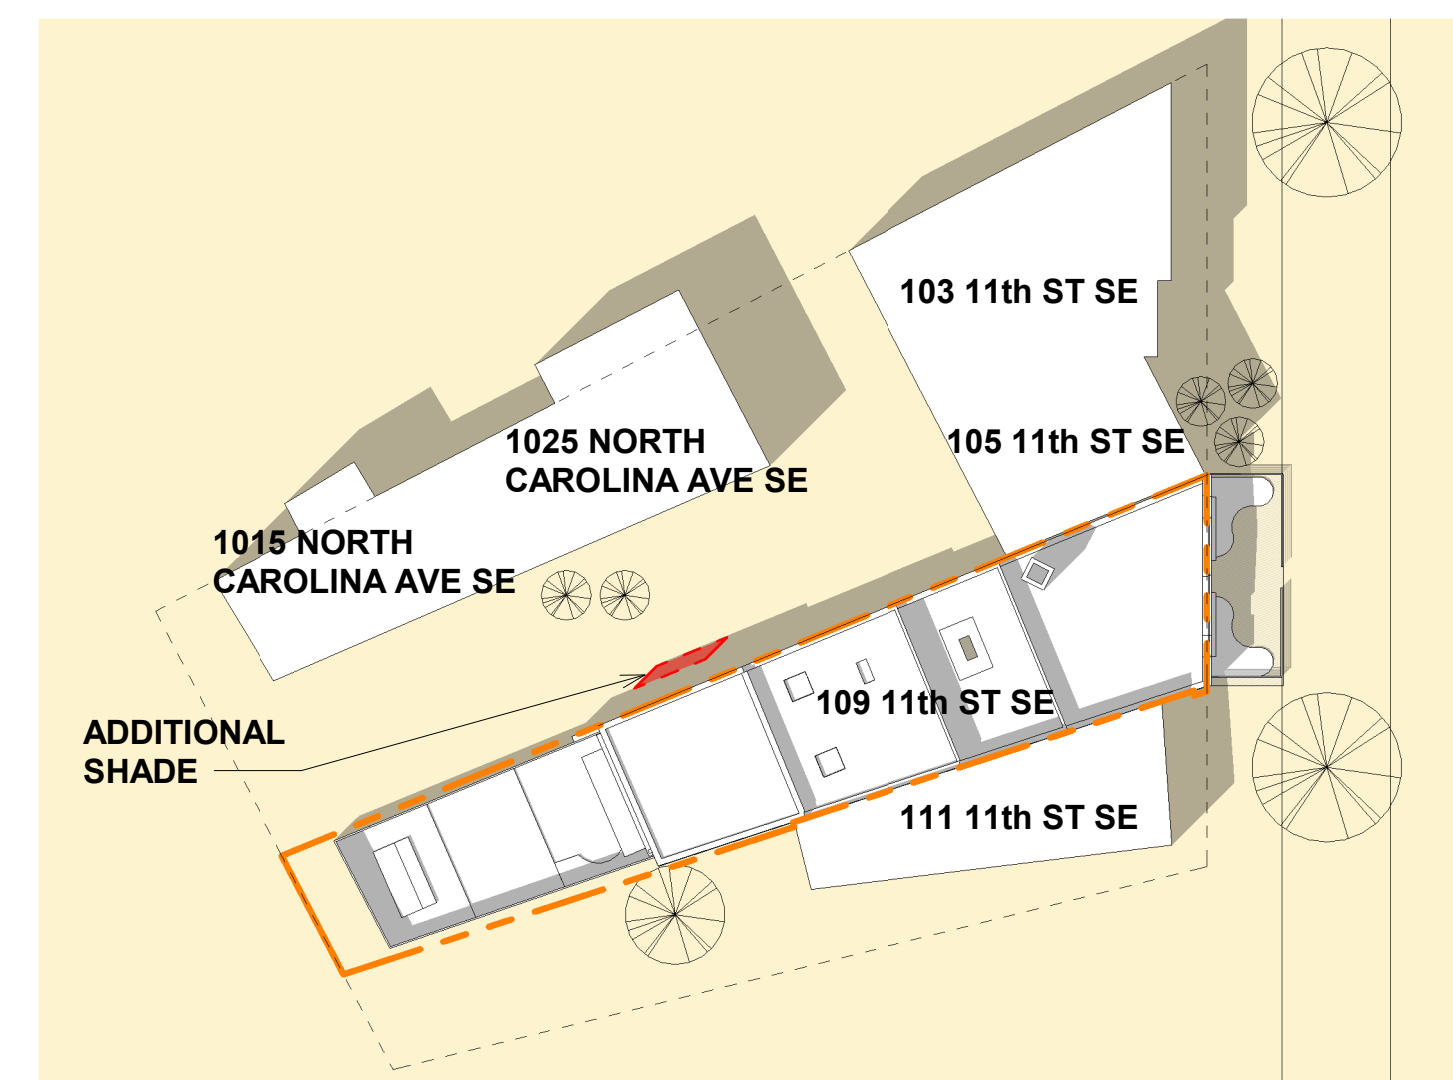 103 11th ST SE
1025 NORTH
CAROLINA AVE SE
105 11th ST SE
1015 NORTH
CAROLINA AVE SE
109 11th ST SE
ADDITIONAL
SHADE
111 11th ST SE